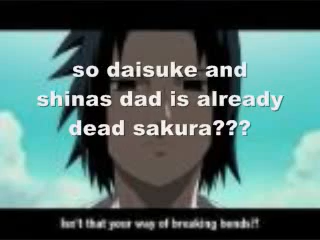 so daisuke and
shinas dad is already
dead sakura???
Isn't that your way of breaking bonds!?